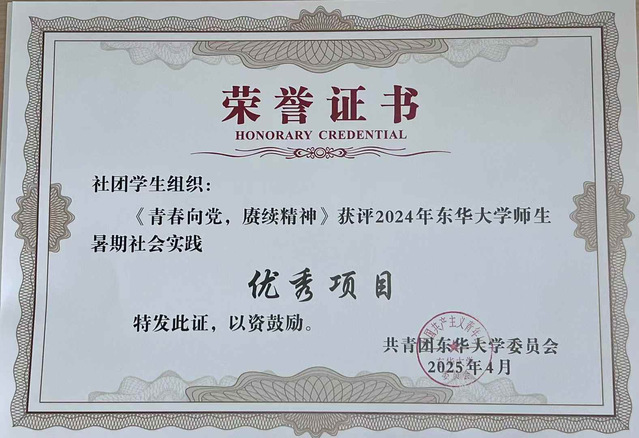 荣誉证书
HONORARY CREDENTIAL
社团学生组织：
《青春向党，赓续精神》获评2024年东华大学师生
暑期社会实践
优秀项目
特发此证，以资鼓励。
共青团东华大学委员会
2025年4月